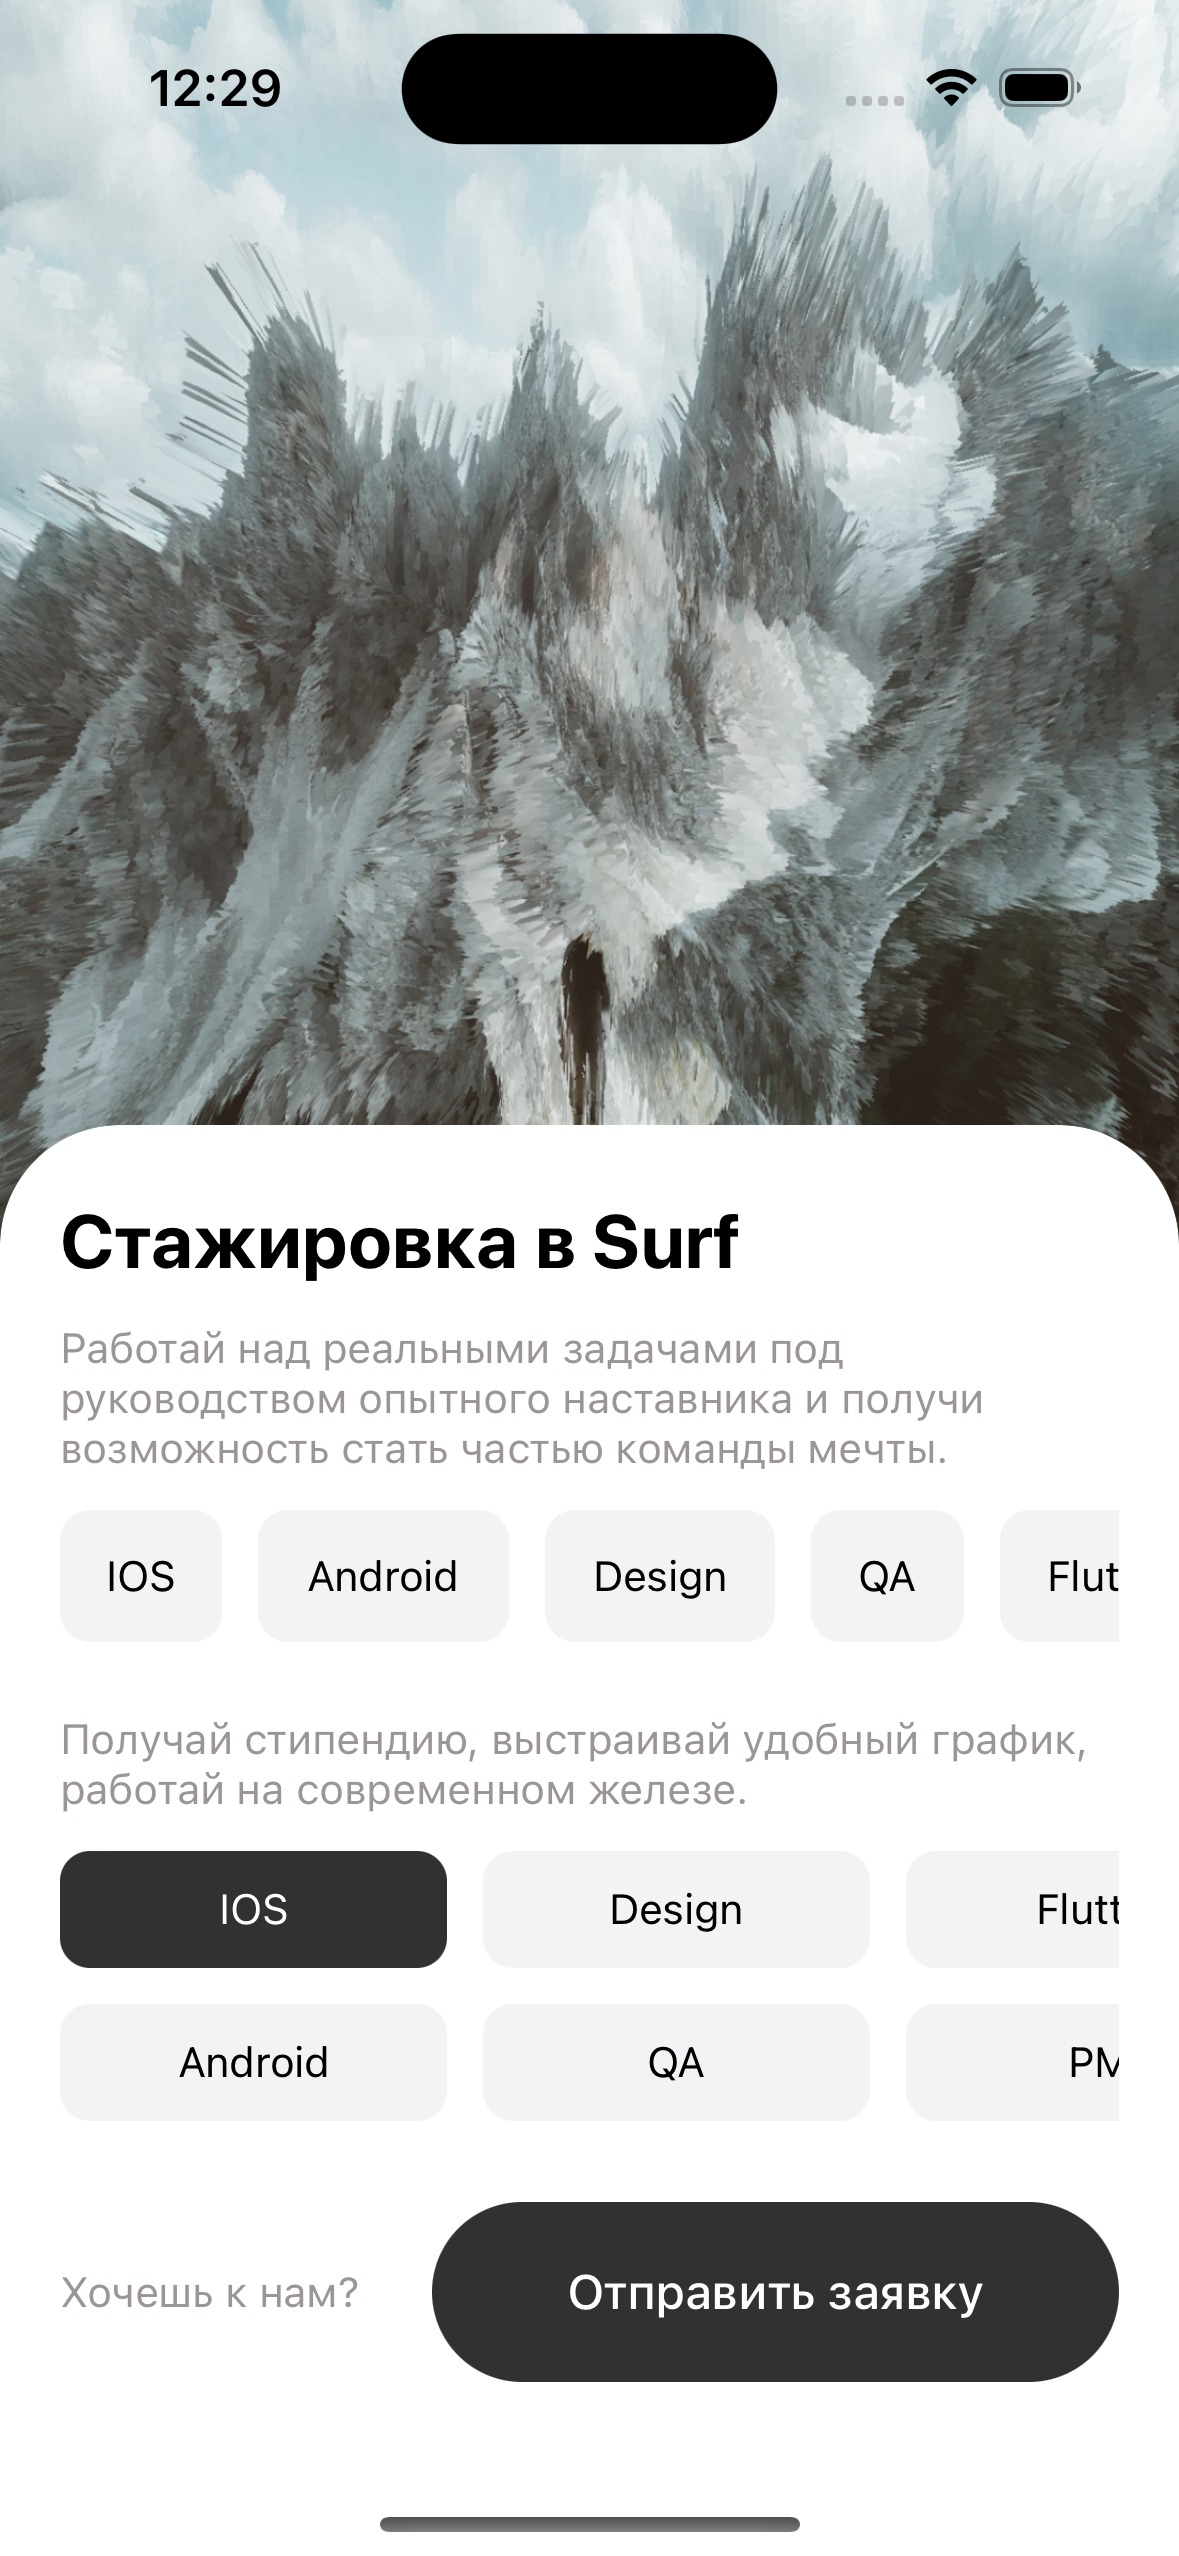 12:29
Стажировка в Surf
Работай над реальными задачами под
руководством опытного наставника и получи
возможность стать частью команды мечты.
IOS Android Design QA Flut
Получай стипендию, выстраивай удобный график,
работай на современном железе.
IOS Design Flutt
Android QA PM
Хочешь к нам? Отправить заявку